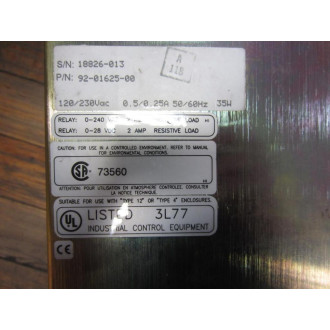 S/N: 18826-013
P/N: 92-01625-00
A
115
120/230Vac 0.5/0.25A 50/60Hz 35W
RELAY: 0-240 LOAD
RELAY: 0-28 VDC 2 AMP RESISTIVE LOAD
CAUTION: FOR USE IN A CONTROLLED ENVIRONMENT. REFER TO MANUAL
FOR ENVIRONMENTAL CONDITIONS.
SA 73560
ATTENTION: POUR UTILISATION EN ATMOSPHERE CONTROLEE. CONSULTER
LA NOTICE TECHNIQUE.
SUITABLE FOR USE WITH "TYPE 12" OR "TYPE 4" ENCLOSURES.
UL LISTED 3L77
INDUSTRIAL CONTROL EQUIPMENT
CE